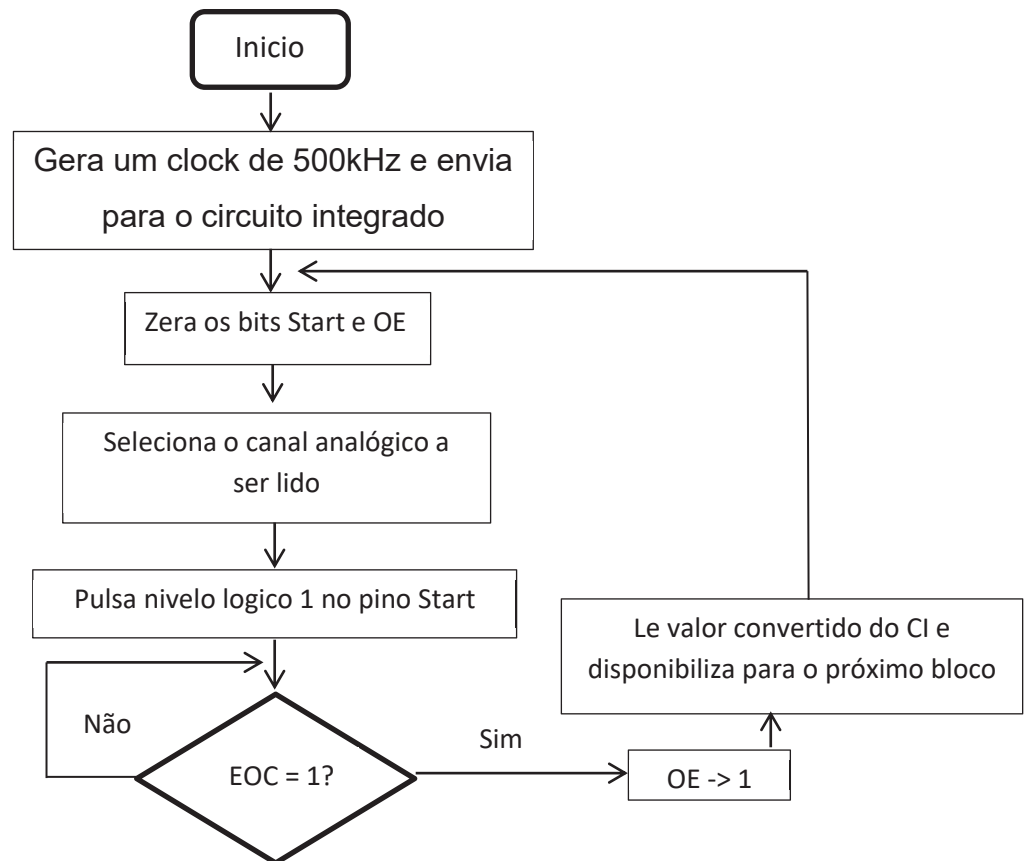 Inicio
Gera um clock de 500kHz e envia
para o circuito integrado
Zera os bits Start e OE
Seleciona o canal analógico a
ser lido
Pulsa nivelo logico 1 no pino Start
Não
EOC = 1?
Sim
OE -> 1
Le valor convertido do CI e
disponibiliza para o próximo bloco